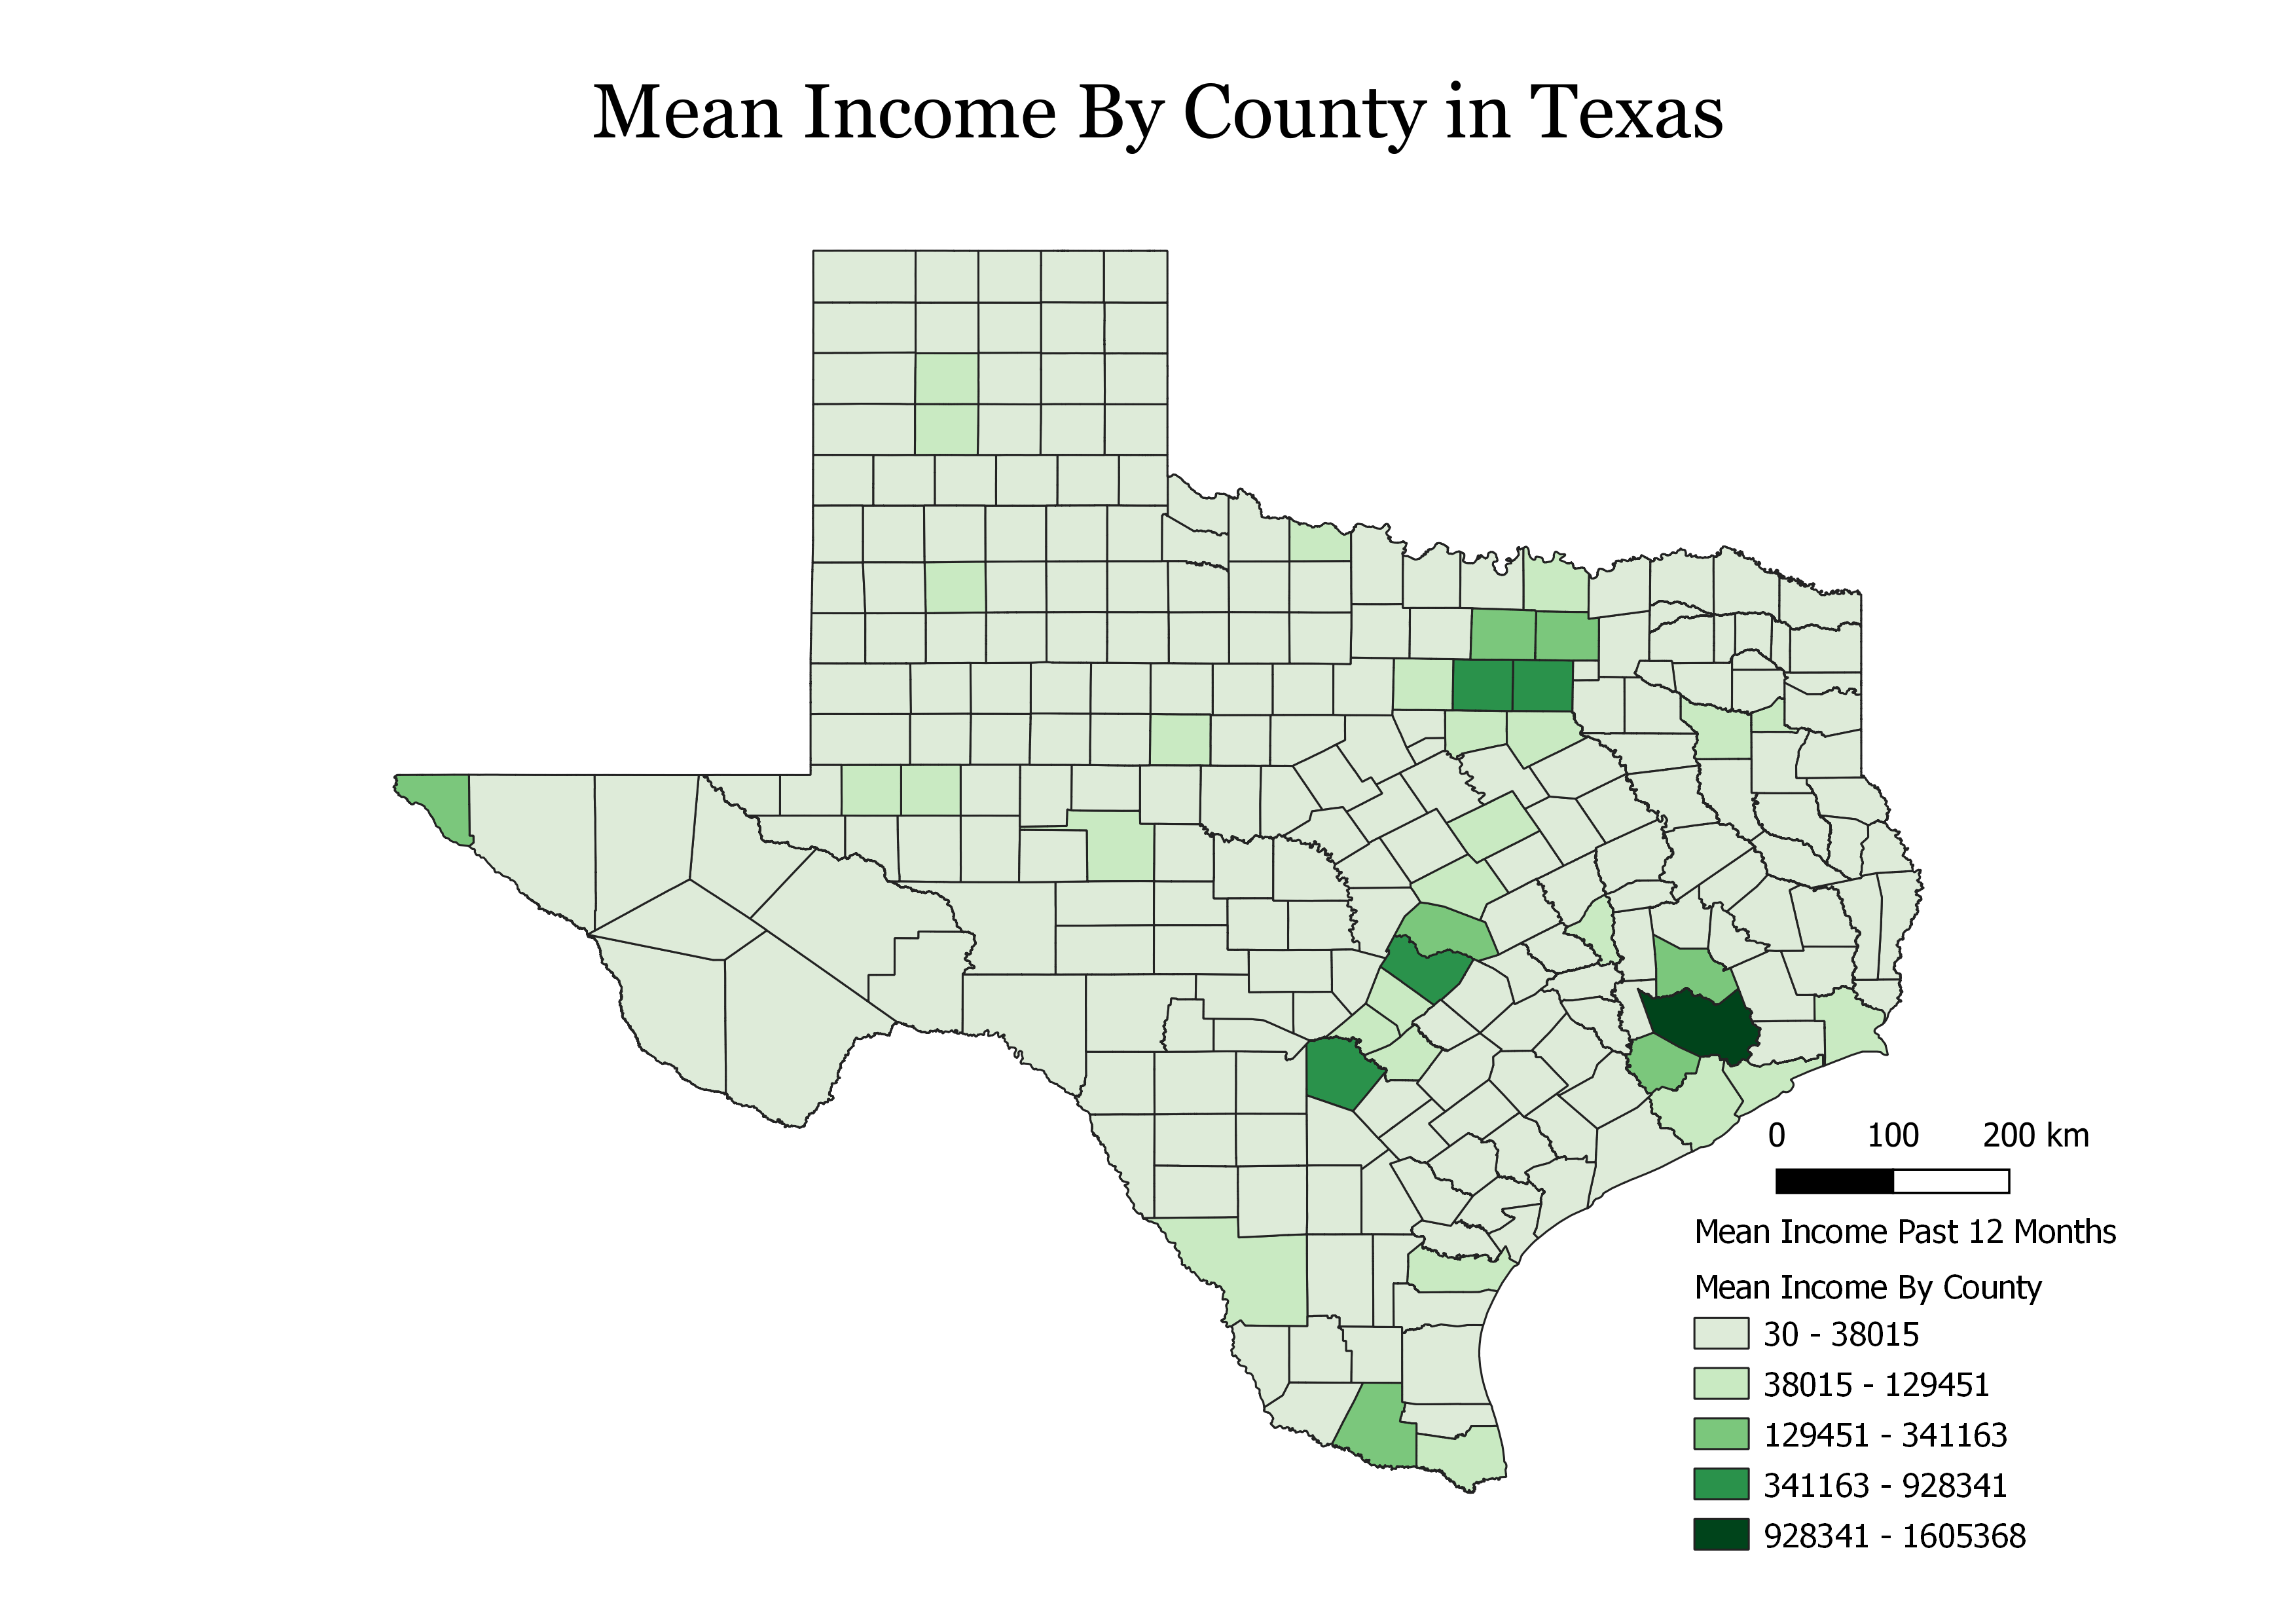 Mean Income By County in Texas
0 100 200 km
Mean Income Past 12 Months
Mean Income By County
30 - 38015
38015 - 129451
129451 - 341163
341163 - 928341
928341 - 1605368